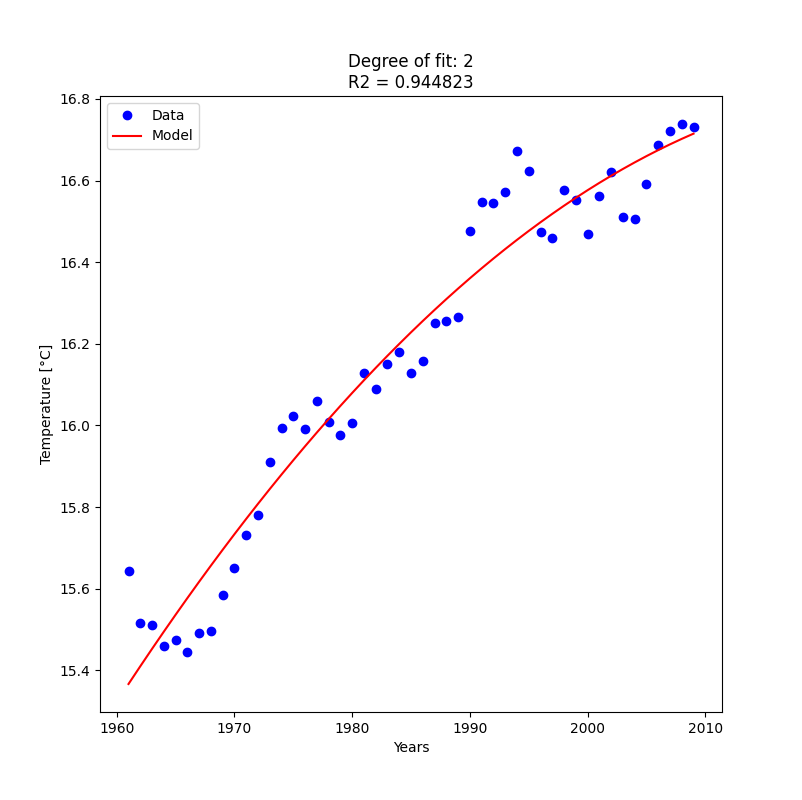 Degree of fit: 2
R2 = 0.944823
Data
Model
16.8
16.6
16.4
16.2
16.0
15.8
15.6
15.4
Temperature [°C]
1960 1970 1980 1990 2000 2010
Years